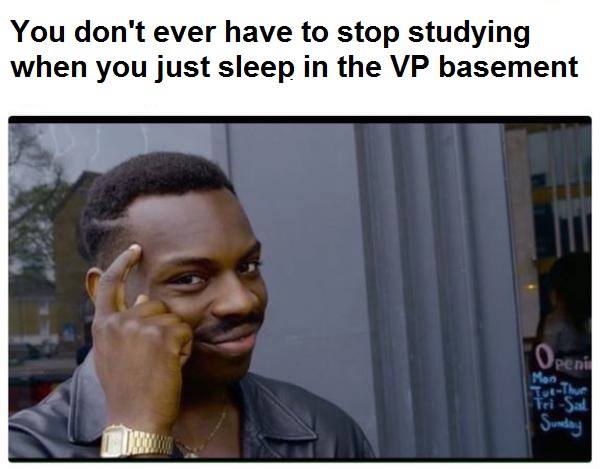 You don't ever have to stop studying
when you just sleep in the VP basement
Openi
Mon
Tue-Thur
Fri-Sat
Sunday